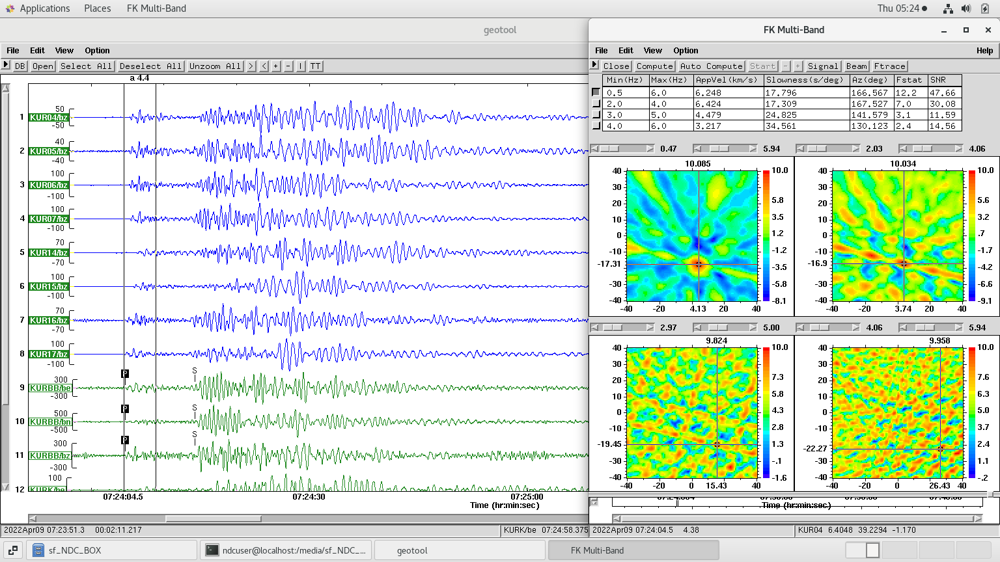 Applications Places FK Multi-Band Thu 05:24
geotool
File Edit View Option
DB Open Select All Deselect All Unzoom All > < + - | TT
a 4.4
1 KUR04/bz 50 -50
2 KUR05/bz 40 -40
3 KUR06/bz 100 -100
4 KUR07/bz 100 -100
5 KUR14/bz 70 -70
6 KUR15/bz 100 -100
7 KUR16/bz 70 -70
8 KUR17/bz 100 -100
P S
9 KURBB/be 300 -300
P S
10 KURBB/bn 500 -500
P S
11 KURBB/bz 300 -300
12 KURK/be 100
07:24:04.5 07:24:30 07:25:00
Time (hr:min:sec)
2022Apr09 07:23:51.3 00:02:11.217 KURK/be 07:24:58.375
FK Multi-Band
File Edit View Option Help
Close Compute Auto Compute Start - + Signal Beam Ftrace
Min(Hz) Max(Hz) AppVel(km/s) Slowness(s/deg) Az(deg) Fstat SNR
0.5 6.0 6.248 17.796 166.567 12.2 47.66
2.0 4.0 6.424 17.309 167.527 7.0 30.08
3.0 5.0 4.479 24.825 141.579 3.1 11.59
4.0 6.0 3.217 34.561 130.123 2.4 14.56
0.47 5.94 2.03 4.06
10.085
40 30 20 10 0 -10 -17.31 -30 -40
-40 -20 4.13 20 40
10.0 5.8 3.5 1.2 -1.2 -3.5 -5.8 -8.1
10.034
40 30 20 10 0 -10 -16.9 -30 -40
-40 -20 3.74 20 40
10.0 5.8 3.2 .7 -1.7 -4.2 -6.6 -9.1
2.97 5.00 4.06 5.94
9.824
40 30 20 10 0 -10 -19.45 -30 -40
-40 -20 0 15.43 40
10.0 7.3 5.8 4.3 2.8 1.3 -.1 -1.6
9.958
40 30 20 10 0 -10 -22.27 -30 -40
-40 -20 0 26.43 40
10.0 7.6 6.3 5.0 3.7 2.4 1.1 -.2
Time (hr:min:sec)
2022Apr09 07:24:04.5 4.38 KUR04 6.4048 39.2294 -1.170
sf_NDC_BOX ndcuser@localhost:/media/sf_NDC_... geotool FK Multi-Band